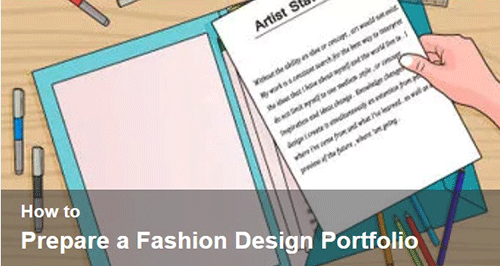 Artist Sta
Without the ability an idea or concept, art would not exist.
My work is a constant search for the best way to interpret
the ideas that I have about myself and the world live in. I
do not limit myself to one medium, style, or concept
Inspiration and ideas change. Knowledge changes
design I create is simultaneously an extention from
where I've come from and what I've learned, as well as
preview of the future, where 'am going.
How to
Prepare a Fashion Design Portfolio